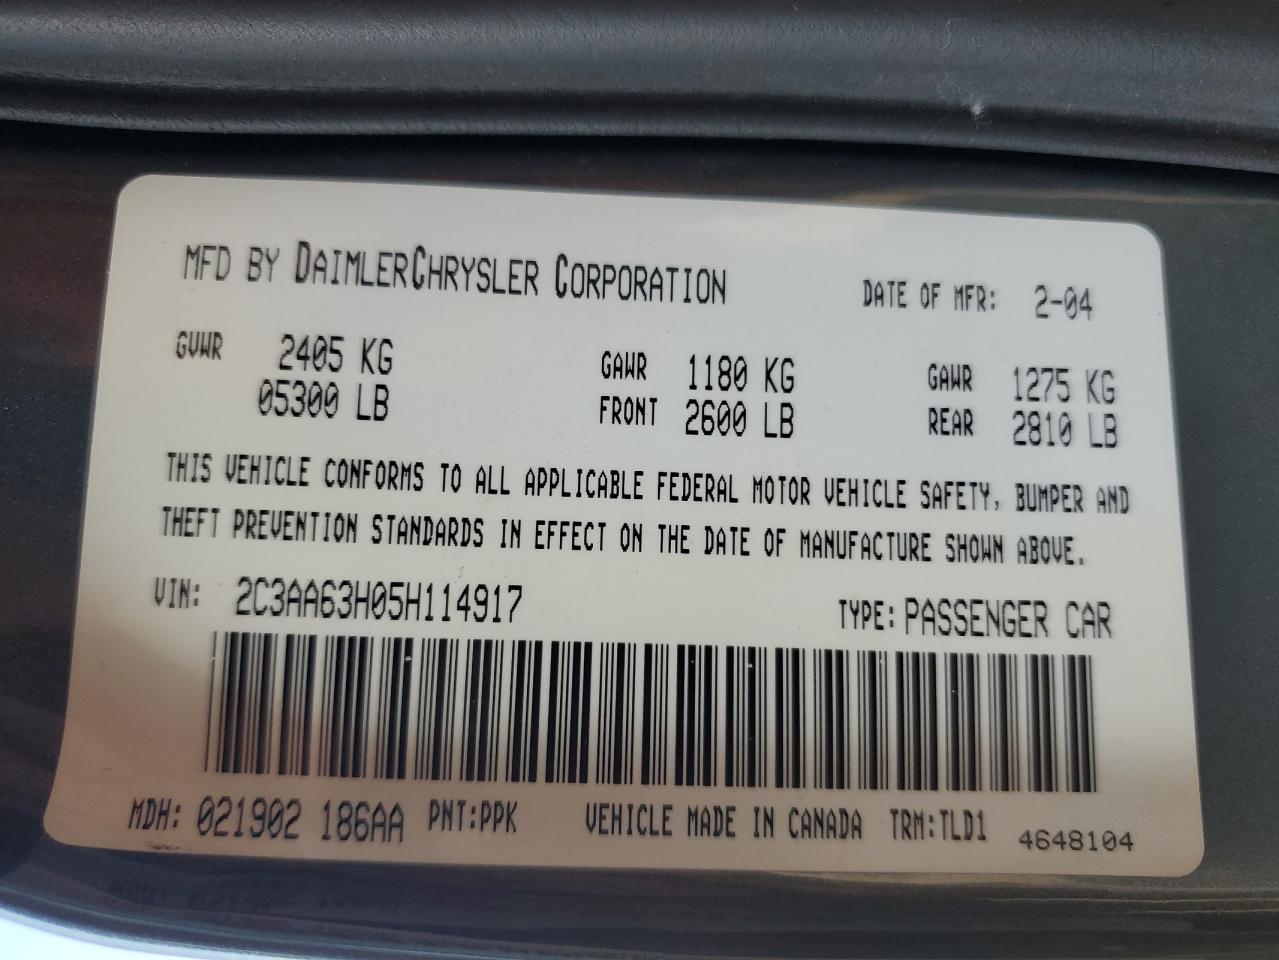 MFD BY DAIMLERCHRYSLER CORPORATION DATE OF MFR: 2-04
GVWR 2405 KG GAWR 1180 KG GAWR 1275 KG
05300 LB FRONT 2600 LB REAR 2810 LB
THIS VEHICLE CONFORMS TO ALL APPLICABLE FEDERAL MOTOR VEHICLE SAFETY, BUMPER AND
THEFT PREVENTION STANDARDS IN EFFECT ON THE DATE OF MANUFACTURE SHOWN ABOVE.
VIN: 2C3AA63H05H114917 TYPE: PASSENGER CAR
MDH: 021902 186AA PNT:PPK VEHICLE MADE IN CANADA TRM:TLD1 4648104